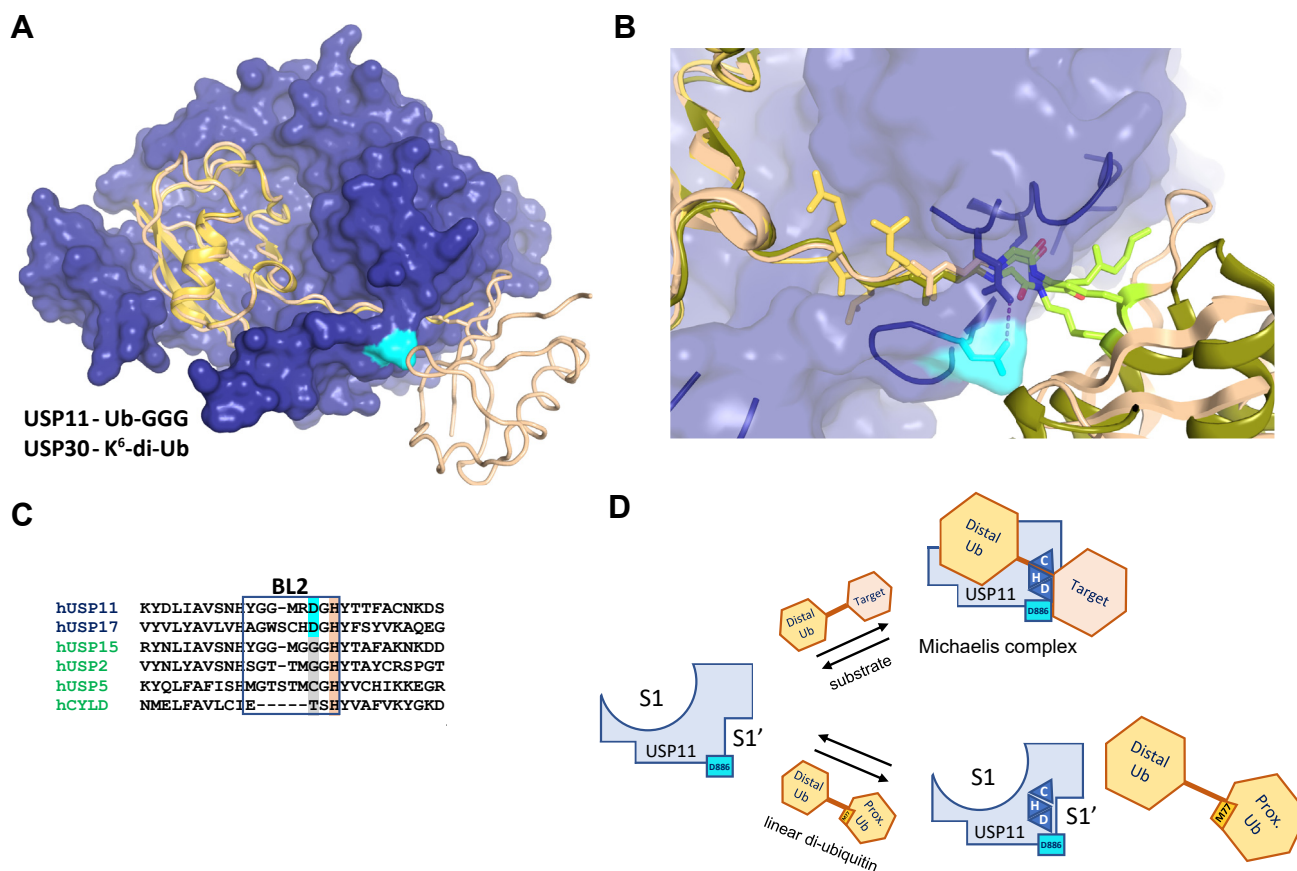 A
B
USP11 - Ub-GGG
USP30 - K⁶-di-Ub
C
BL2
hUSP11 KYDLIAVSNHYGG-MRDGHYTTFACNKDS
hUSP17 VYVLYAVLVHAGWSCHDGHYFSYVKAQEG
hUSP15 RYNLIAVSNHYGG-MGGGHYTAFAKNKDD
hUSP2 VYNLYAVSNHSGT-TMGGHYTAYCRSPGT
hUSP5 KYQLFAFISHMGTSTMCGHYVCHIKKEGR
hCYLD NMELFAVLCIE-----TSHYVAFVKYGKD
D
Distal
Ub
Target
substrate
Distal
Ub
C
H
D
USP11
D886
Target
Michaelis complex
S1
USP11
S1’
D886
Distal
Ub
M77
Prox.
Ub
linear di-ubiquitin
S1
C
H
D
USP11
S1’
D886
Distal
Ub
M77
Prox.
Ub